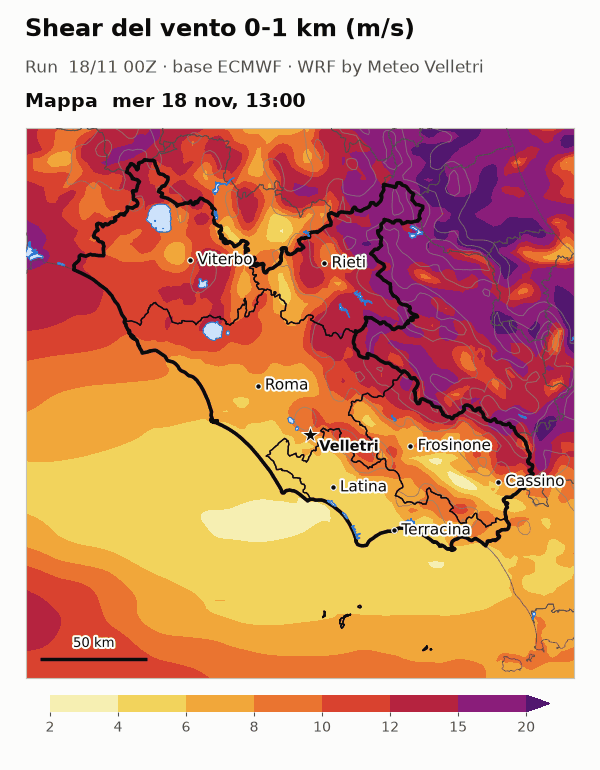 Shear del vento 0-1 km (m/s)
Run  18/11 00Z · base ECMWF · WRF by Meteo Velletri
Mappa  mer 18 nov, 13:00
Viterbo
Rieti
Roma
Velletri
Frosinone
Latina
Cassino
Terracina
50 km
2 4 6 8 10 12 15 20